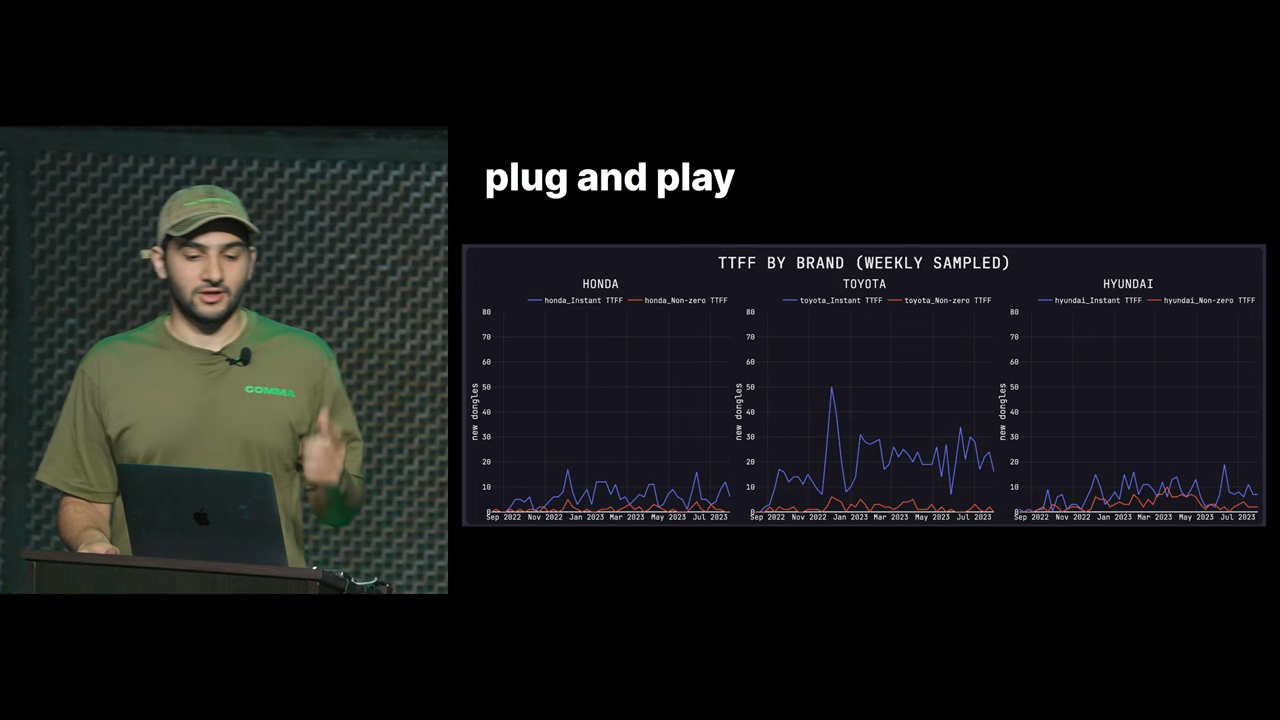 plug and play
TTFF BY BRAND (WEEKLY SAMPLED)
HONDA
honda_Instant TTFF
honda_Non-zero TTFF
80
70
60
50
40
30
20
10
0
new dongles
Sep 2022 Nov 2022 Jan 2023 Mar 2023 May 2023 Jul 2023
TOYOTA
toyota_Instant TTFF
toyota_Non-zero TTFF
80
70
60
50
40
30
20
10
0
new dongles
Sep 2022 Nov 2022 Jan 2023 Mar 2023 May 2023 Jul 2023
HYUNDAI
hyundai_Instant TTFF
hyundai_Non-zero TTFF
80
70
60
50
40
30
20
10
0
new dongles
Sep 2022 Nov 2022 Jan 2023 Mar 2023 May 2023 Jul 2023
COMMA